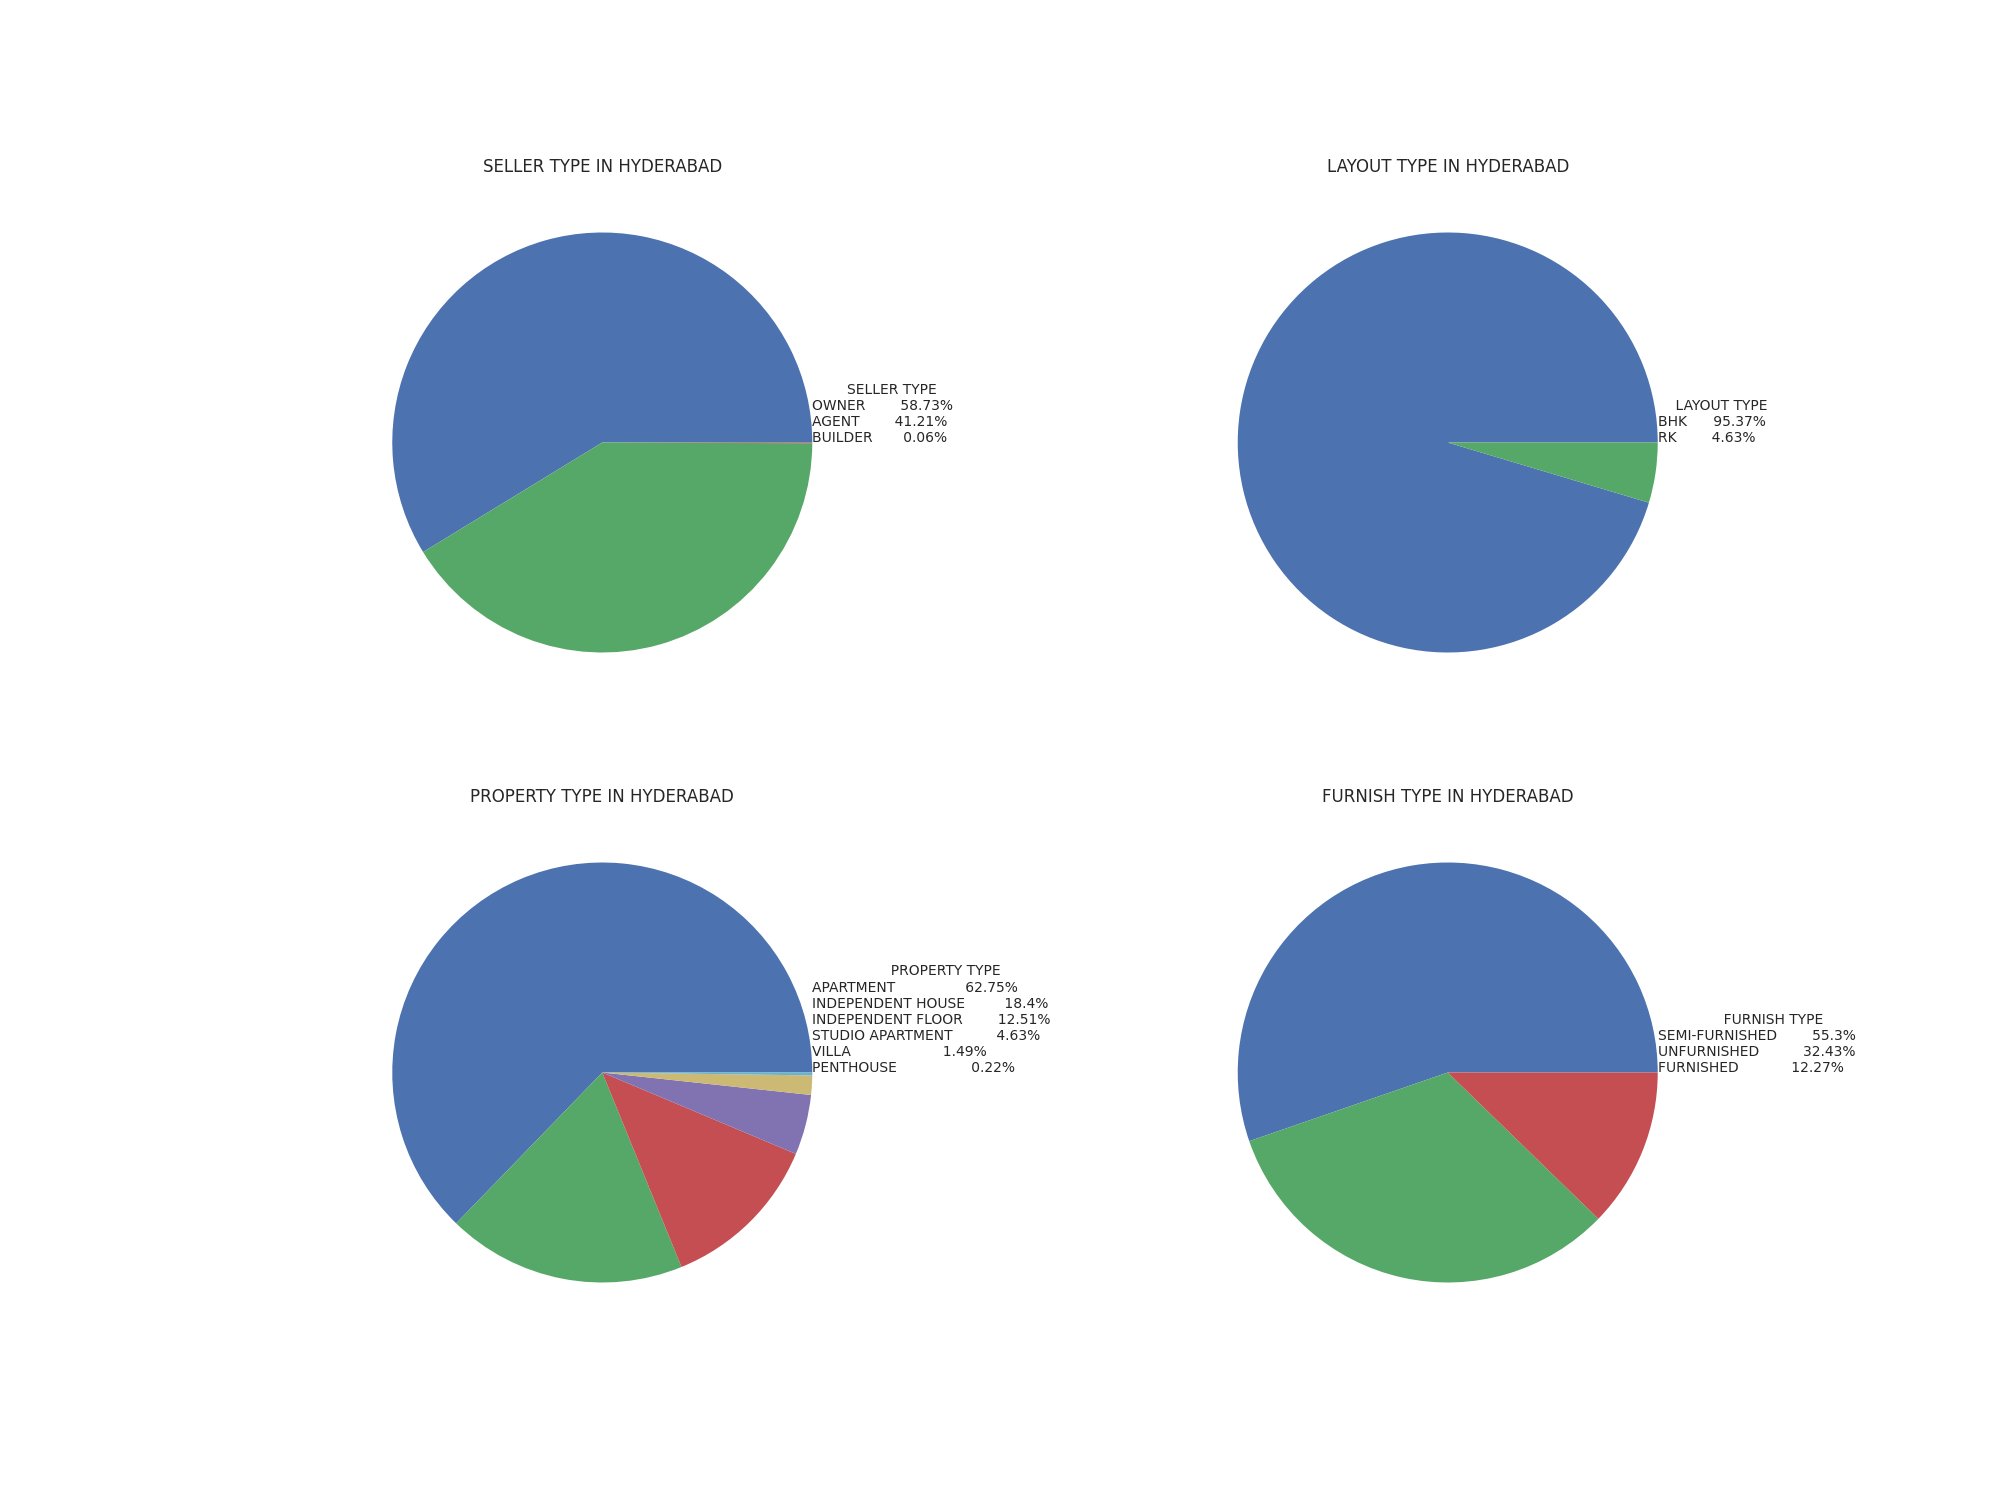 SELLER TYPE IN HYDERABAD
SELLER TYPE
OWNER 58.73%
AGENT 41.21%
BUILDER 0.06%
LAYOUT TYPE IN HYDERABAD
LAYOUT TYPE
BHK 95.37%
RK 4.63%
PROPERTY TYPE IN HYDERABAD
PROPERTY TYPE
APARTMENT 62.75%
INDEPENDENT HOUSE 18.4%
INDEPENDENT FLOOR 12.51%
STUDIO APARTMENT 4.63%
VILLA 1.49%
PENTHOUSE 0.22%
FURNISH TYPE IN HYDERABAD
FURNISH TYPE
SEMI-FURNISHED 55.3%
UNFURNISHED 32.43%
FURNISHED 12.27%